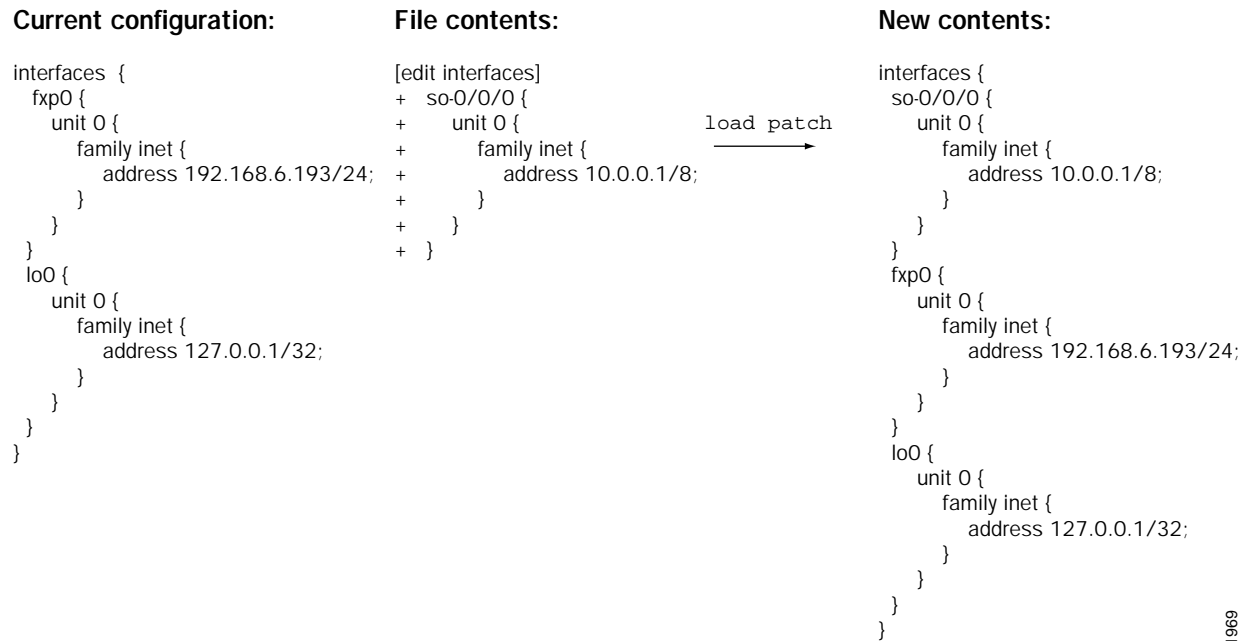 Current configuration:
interfaces {
fxp0 {
unit 0 {
family inet {
address 192.168.6.193/24;
}
}
}
lo0 {
unit 0 {
family inet {
address 127.0.0.1/32;
}
}
}
}
File contents:
[edit interfaces]
+ so-0/0/0 {
+ unit 0 {
+ family inet {
+ address 10.0.0.1/8;
+ }
+ }
+ }
load patch
New contents:
interfaces {
so-0/0/0 {
unit 0 {
family inet {
address 10.0.0.1/8;
}
}
}
fxp0 {
unit 0 {
family inet {
address 192.168.6.193/24;
}
}
}
lo0 {
unit 0 {
family inet {
address 127.0.0.1/32;
}
}
}
}
1969